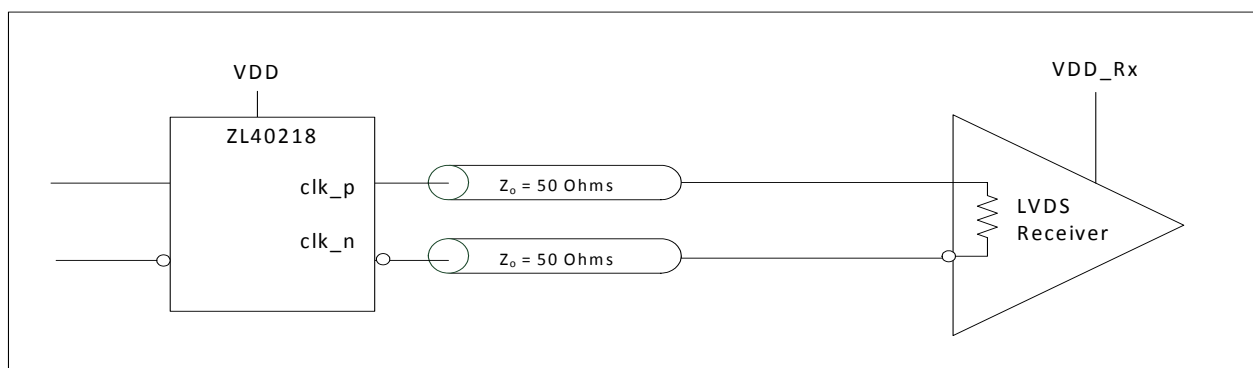 VDD
VDD_Rx
ZL40218
clk_p
Zₒ = 50 Ohms
LVDS
Receiver
clk_n
Zₒ = 50 Ohms